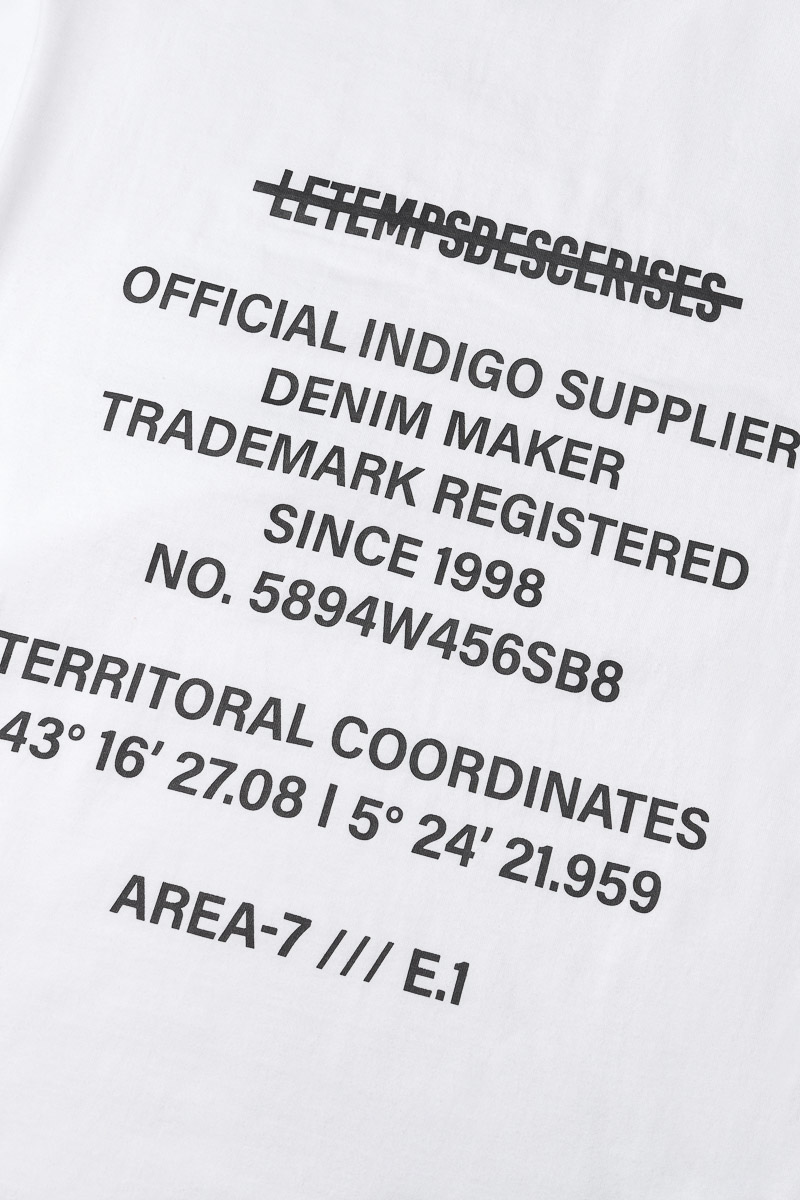 LETEMPSDESCERISES
OFFICIAL INDIGO SUPPLIER
DENIM MAKER
TRADEMARK REGISTERED
SINCE 1998
NO. 5894W456SB8
TERRITORAL COORDINATES
43° 16′ 27.08 | 5° 24′ 21.959
AREA-7 /// E.1